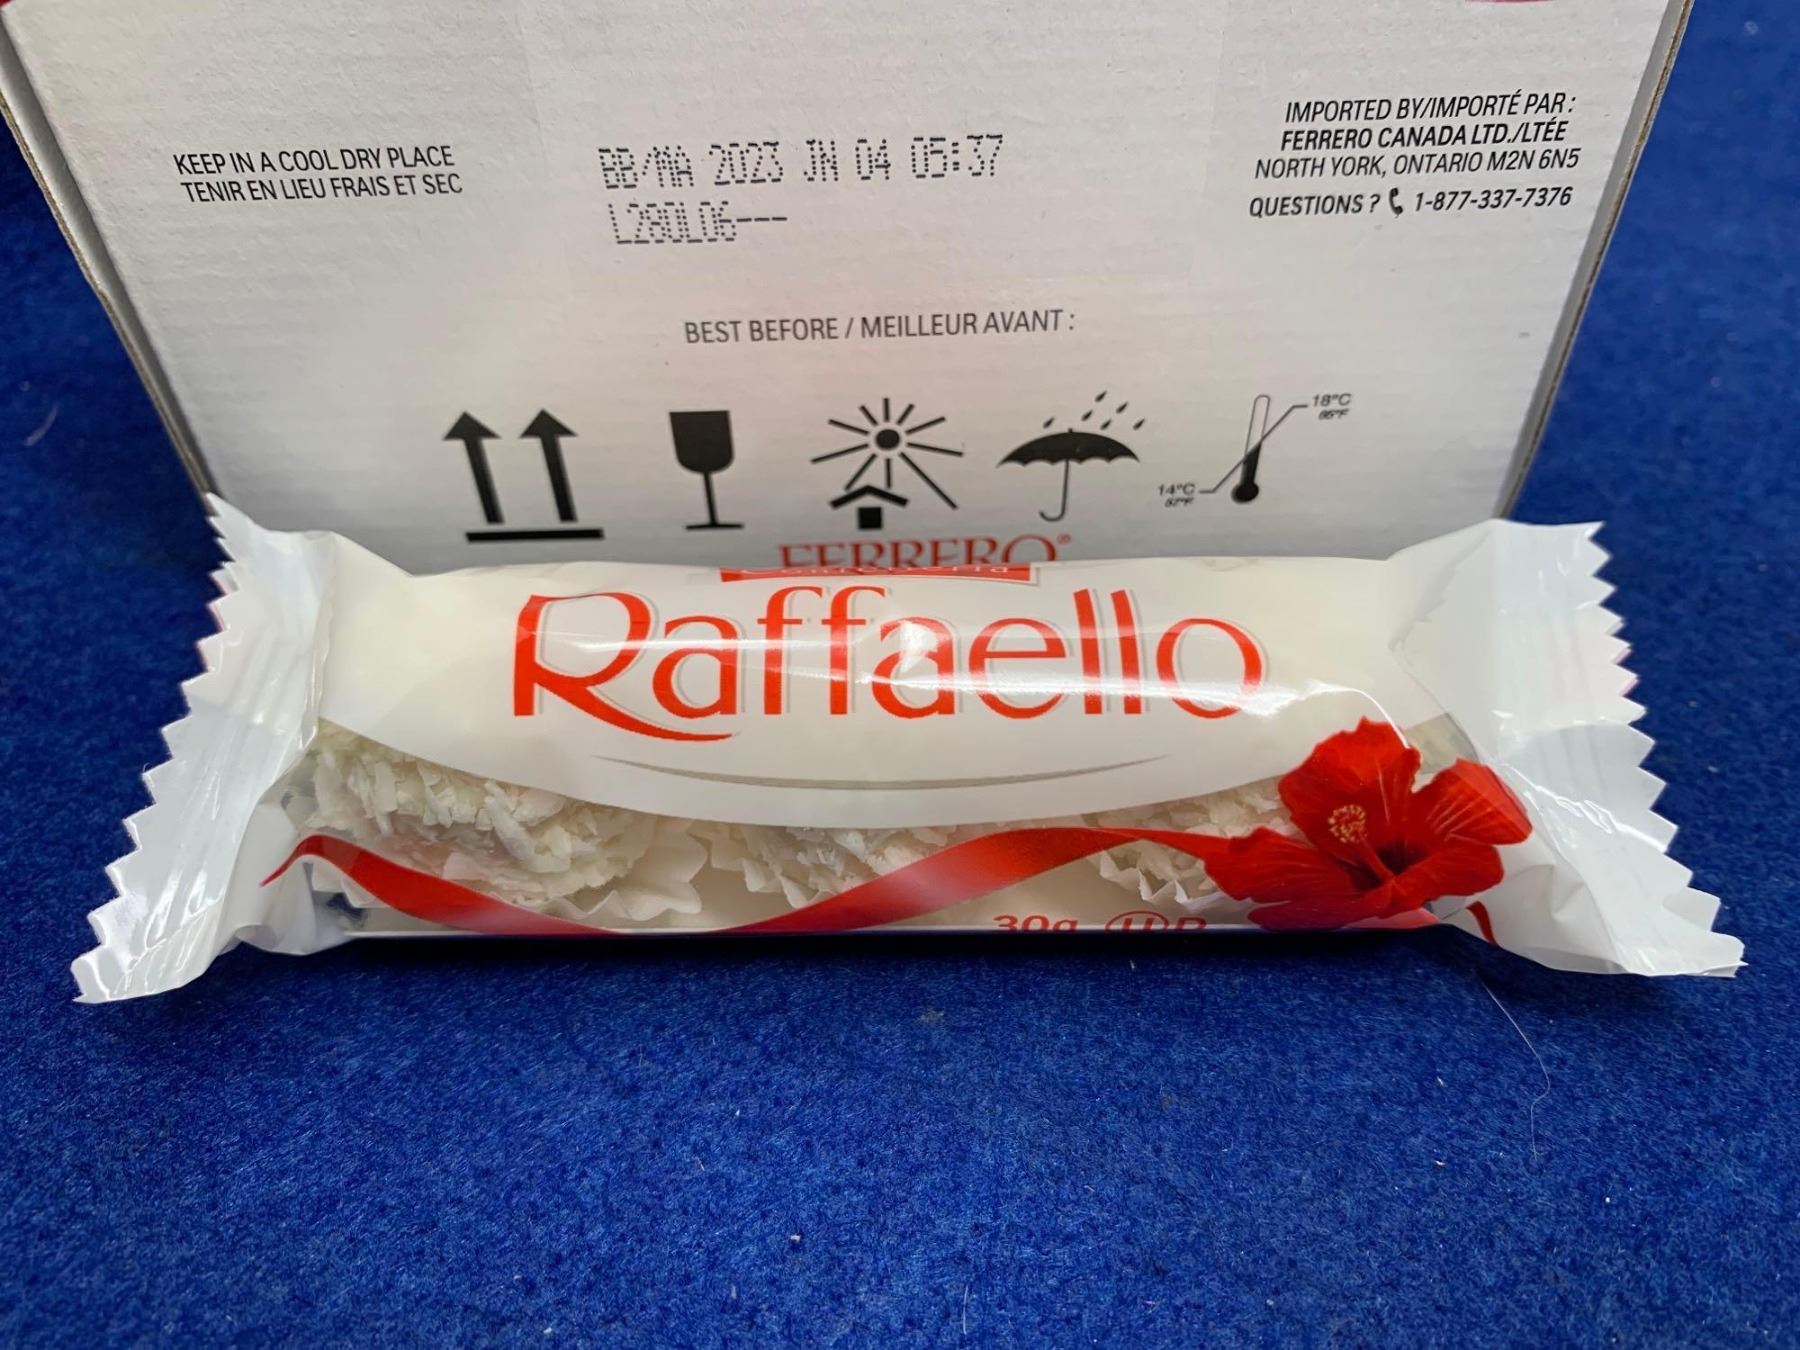 KEEP IN A COOL DRY PLACE
TENIR EN LIEU FRAIS ET SEC
BB/MA 2023 JN 04 05:37
L280L06---
IMPORTED BY/IMPORTÉ PAR :
FERRERO CANADA LTD./LTÉE
NORTH YORK, ONTARIO M2N 6N5
QUESTIONS ? 1-877-337-7376
BEST BEFORE / MEILLEUR AVANT :
18°C
14°C
FERRERO®
Raffaello
30g